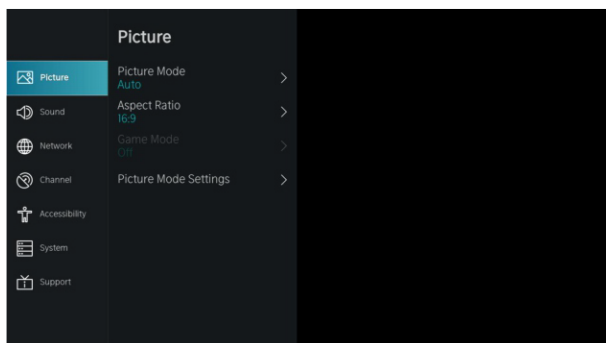 Picture
Picture
Picture Mode
Auto
Sound
Aspect Ratio
16:9
Network
Game Mode
Off
Channel
Picture Mode Settings
Accessibility
System
Support